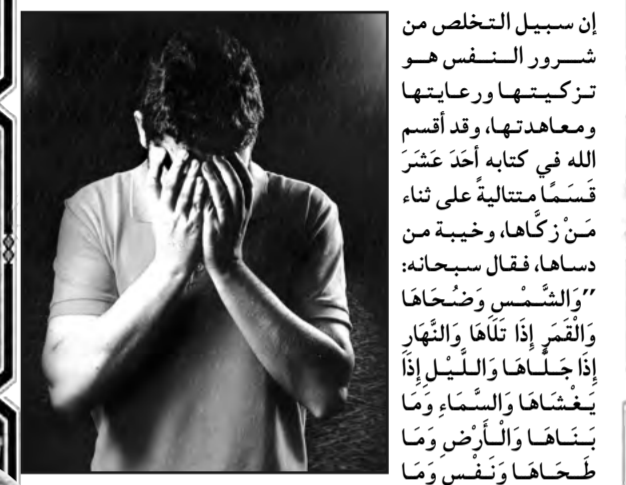 إن سبيل التخلص من
شرور النفس هو
تزكيتها ورعايتها
ومعاهدتها، وقد أقسم
الله في كتابه أحَدَ عَشَرَ
قَسَمًا متتاليةً على ثناء
مَنْ زكَّاها، وخيبة من
دساها، فقال سبحانه:
”وَالشَّمْسِ وَضُحَاهَا
وَالْقَمَرِ إِذَا تَلَاهَا وَالنَّهَارِ
إِذَا جَلَّاهَا وَاللَّيْلِ إِذَا
يَغْشَاهَا وَالسَّمَاءِ وَمَا
بَنَاهَا وَالْأَرْضِ وَمَا
طَحَاهَا وَنَفْسٍ وَمَا